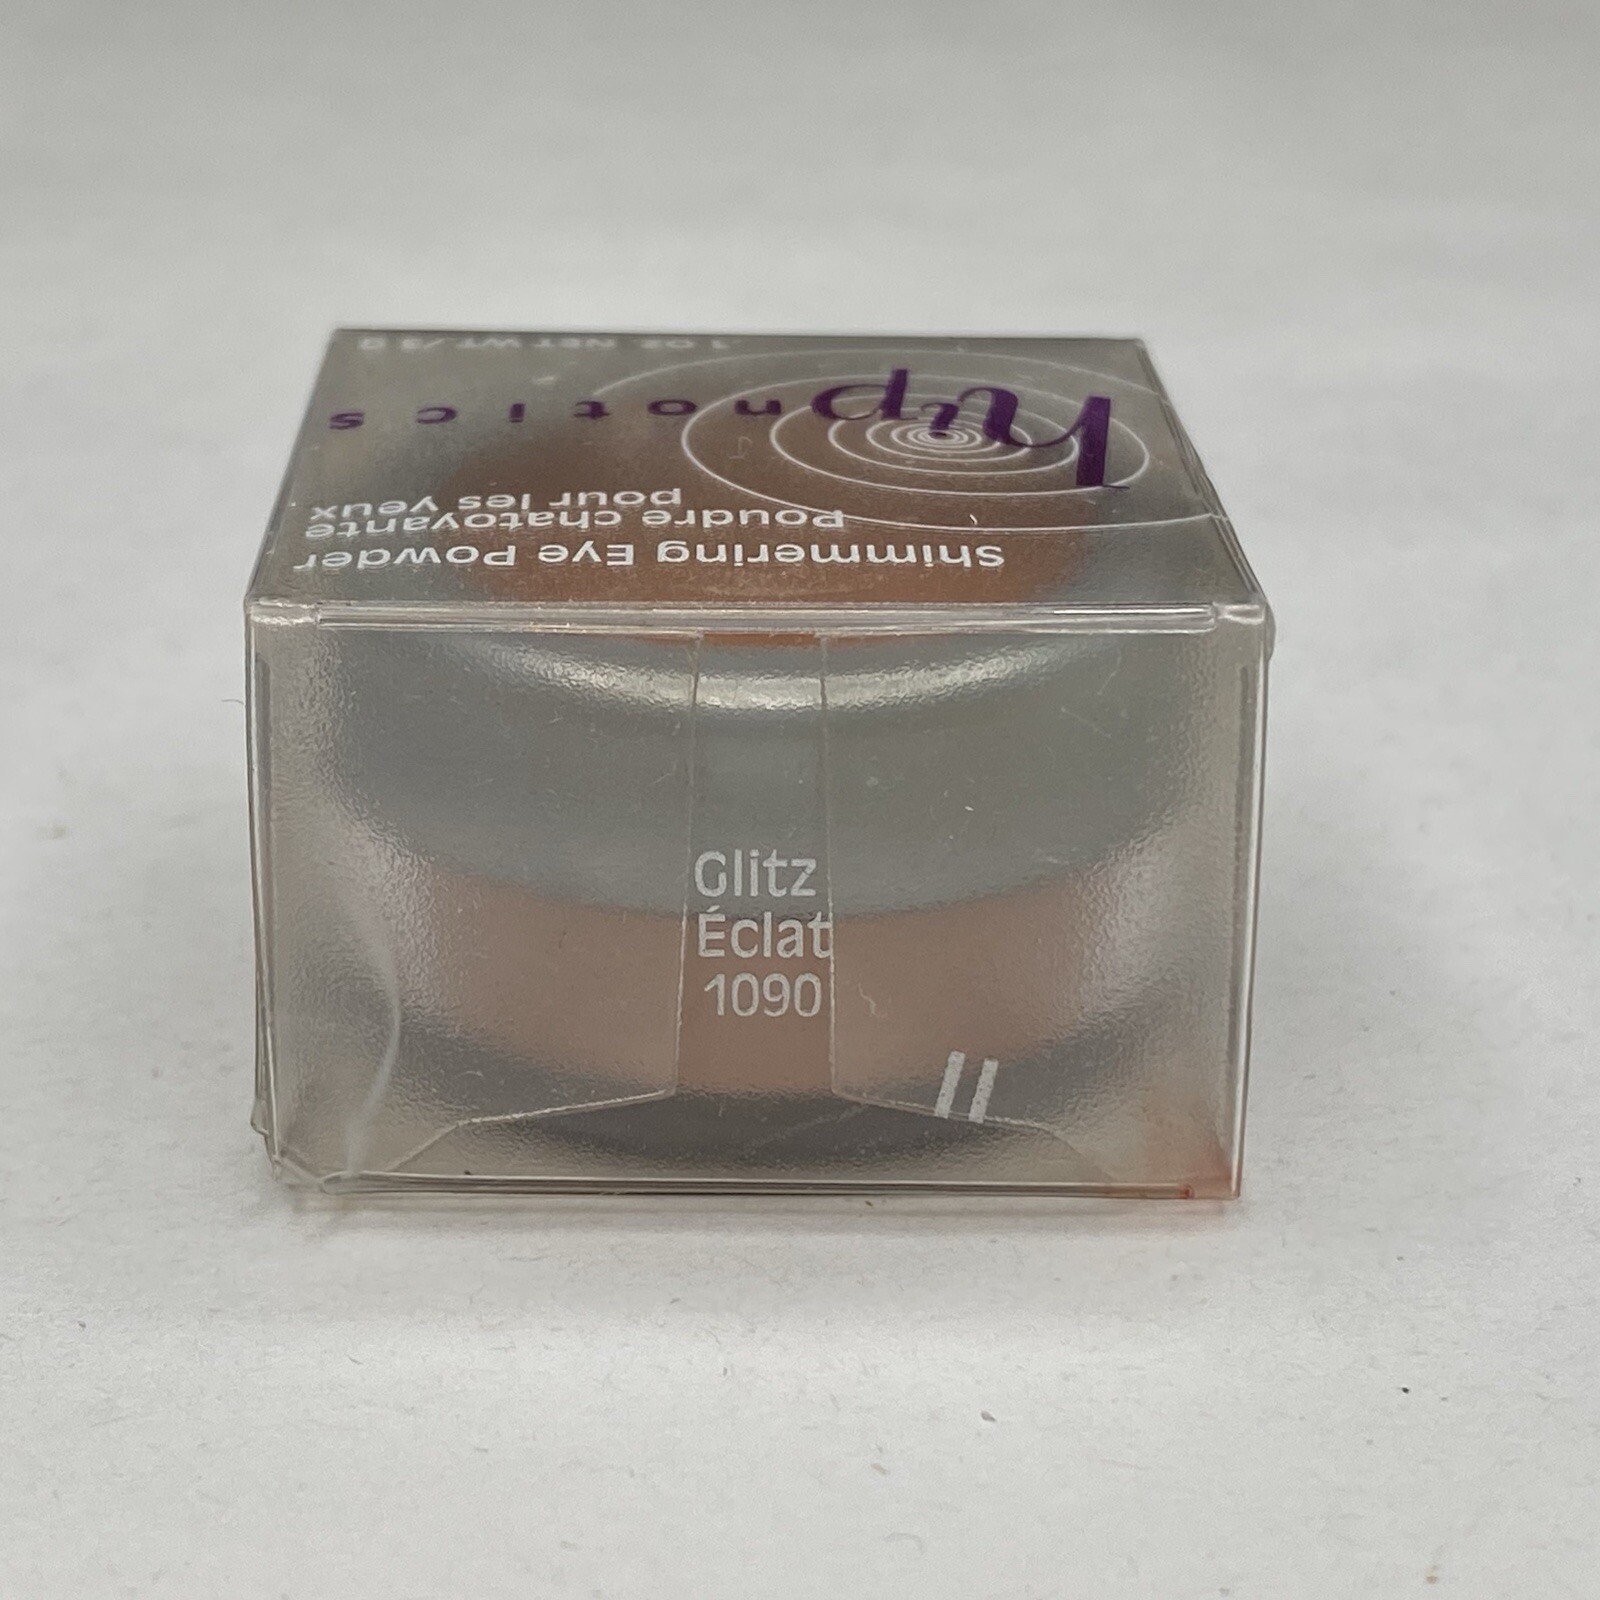 Shimmering Eye Powder
Poudre chatoyante
pour les yeux
Hipnotics
.1 OZ. NET WT./3 g
Glitz
Éclat
1090